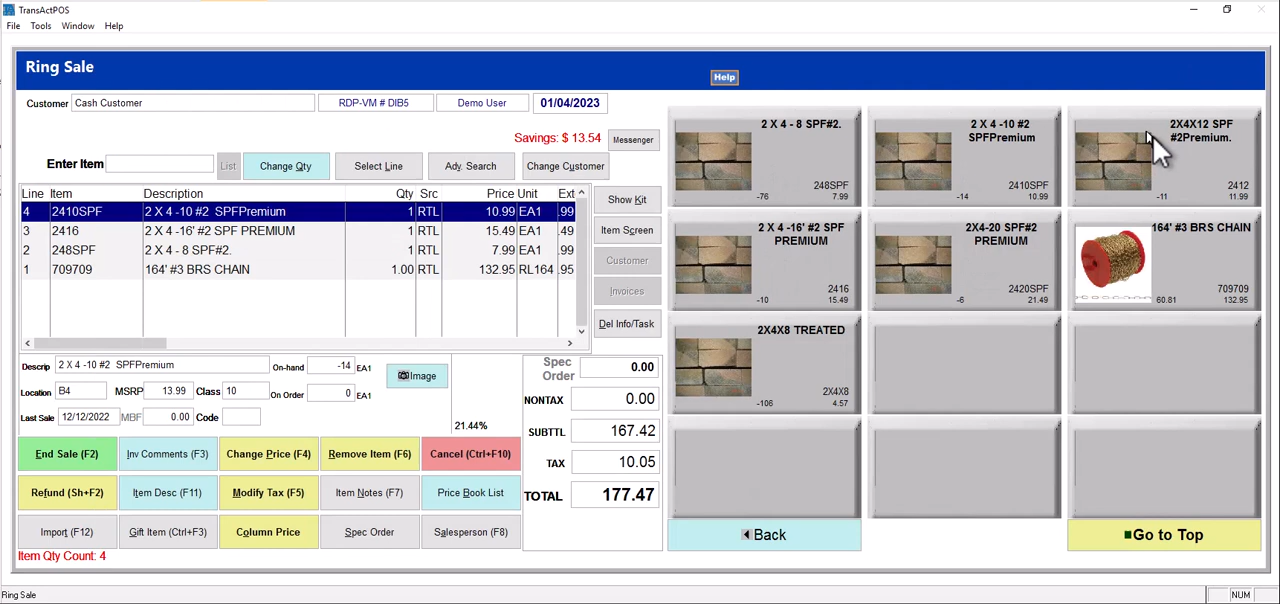 TransActPOS
File Tools Window Help
Ring Sale
Help
Customer Cash Customer RDP-VM # DIB5 Demo User 01/04/2023
Savings: $ 13.54 Messenger
Enter Item List Change Qty Select Line Adv. Search Change Customer
Line Item Description Qty Src Price Unit Ext
4 2410SPF 2 X 4 -10 #2 SPFPremium 1 RTL 10.99 EA1 .99
3 2416 2 X 4 -16' #2 SPF PREMIUM 1 RTL 15.49 EA1 .49
2 248SPF 2 X 4 - 8 SPF#2. 1 RTL 7.99 EA1 .99
1 709709 164' #3 BRS CHAIN 1.00 RTL 132.95 RL164 .95
Show Kit
Item Screen
Customer
Invoices
Del Info/Task
Descrip 2 X 4 -10 #2 SPFPremium On-hand -14 EA1
Image
Location B4 MSRP 13.99 Class 10 On Order 0 EA1
Last Sale 12/12/2022 MBF 0.00 Code
21.44%
Spec Order 0.00
NONTAX 0.00
SUBTTL 167.42
TAX 10.05
TOTAL 177.47
End Sale (F2) Inv Comments (F3) Change Price (F4) Remove Item (F6) Cancel (Ctrl+F10)
Refund (Sh+F2) Item Desc (F11) Modify Tax (F5) Item Notes (F7) Price Book List
Import (F12) Gift Item (Ctrl+F3) Column Price Spec Order Salesperson (F8)
Item Qty Count: 4
2 X 4 - 8 SPF#2.
248SPF
-76 7.99
2 X 4 -10 #2
SPFPremium
2410SPF
-14 10.99
2X4X12 SPF
#2Premium.
2412
-11 11.99
2 X 4 -16' #2 SPF
PREMIUM
2416
-10 15.49
2X4-20 SPF#2
PREMIUM
2420SPF
-6 21.49
164' #3 BRS CHAIN
709709
60.81 132.95
2X4X8 TREATED
2X4X8
-106 4.57
Back
Go to Top
Ring Sale NUM